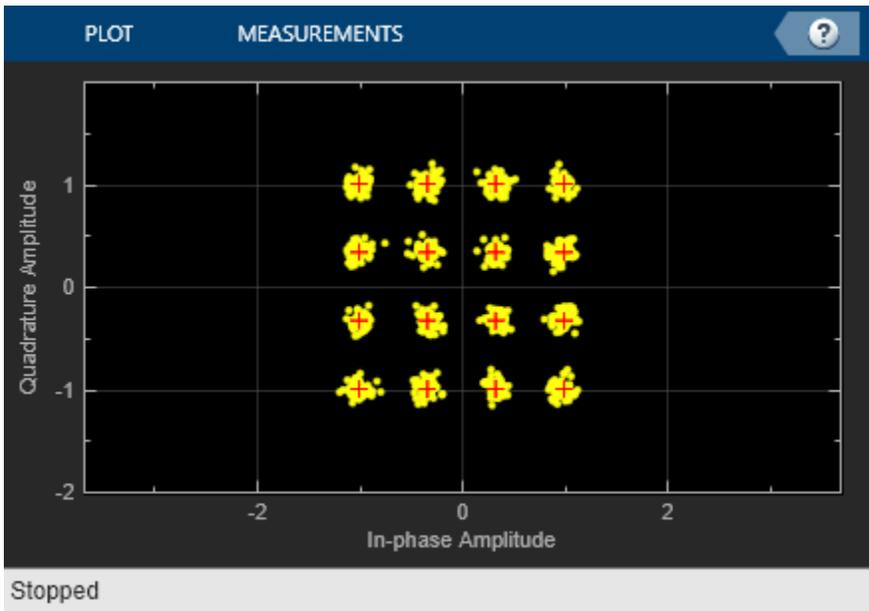 PLOT MEASUREMENTS ?
Quadrature Amplitude
1
0
-1
-2
-2 0 2
In-phase Amplitude
Stopped